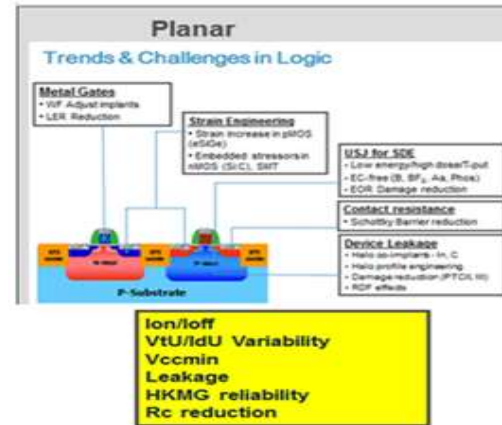 Planar
Trends & Challenges in Logic
Metal Gates
• WF Adjust implants
• LER Reduction
Strain Engineering
• Strain increase in pMOS
(eSiGe)
• Embedded stressors in
nMOS (Si:C), SMT
USJ for SDE
- Low energy/high dose/T-put
- EC-free (B, BF₂, As, Phos)
- EOR Damage reduction
Contact resistance
• Schottky Barrier reduction
Device Leakage
• Halo co-implants - In, C
• Halo profile engineering
• Damage reduction (PTC
• RDF effects
P-Substrate
Ion/Ioff
VtU/IdU Variability
Vccmin
Leakage
HKMG reliability
Rc reduction